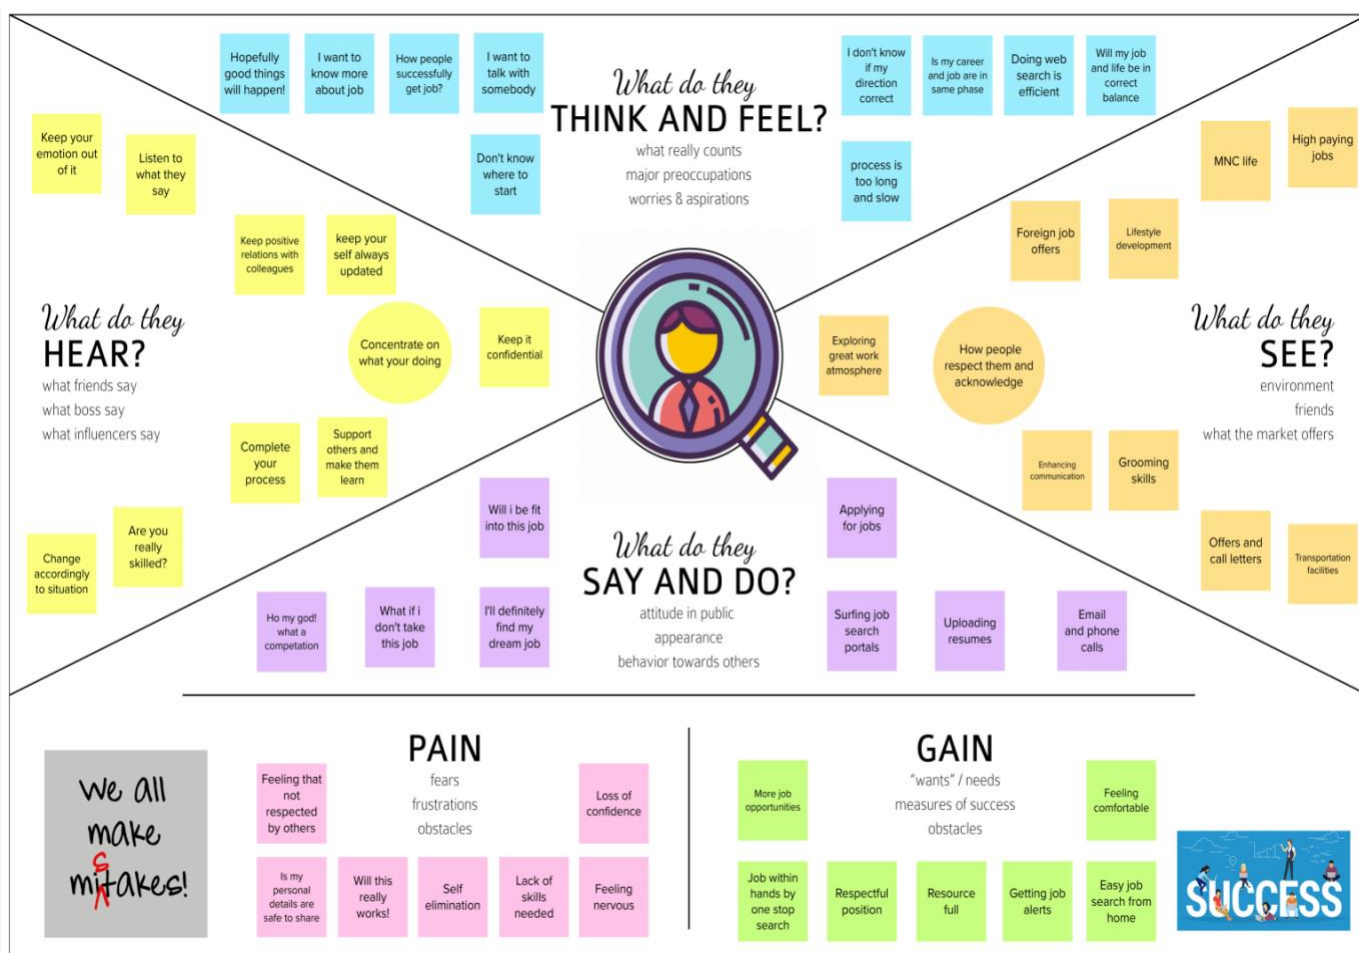 Hopefully
good things
will happen!
I want to
know more
about job
How people
successfully
get job?
I want to
talk with
somebody
Don't know
where to
start
What do they
THINK AND FEEL?
what really counts
major preoccupations
worries & aspirations
I don't know
if my
direction
correct
Is my career
and job are in
same phase
Doing web
search is
efficient
Will my job
and life be in
correct
balance
process is
too long
and slow
Keep your
emotion out
of it
Listen to
what they
say
Keep positive
relations with
colleagues
keep your
self always
updated
What do they
HEAR?
what friends say
what boss say
what influencers say
Concentrate on
what your doing
Keep it
confidential
Complete
your
process
Support
others and
make them
learn
Change
accordingly
to situation
Are you
really
skilled?
MNC life
High paying
jobs
Foreign job
offers
Lifestyle
development
Exploring
great work
atmosphere
How people
respect them and
acknowledge
What do they
SEE?
environment
friends
what the market offers
Enhancing
communication
Grooming
skills
Offers and
call letters
Transportation
facilities
Will i be fit
into this job
Ho my god!
what a
competation
What if i
don't take
this job
I'll definitely
find my
dream job
What do they
SAY AND DO?
attitude in public
appearance
behavior towards others
Applying
for jobs
Surfing job
search
portals
Uploading
resumes
Email
and phone
calls
We all
make
s
mitakes!
PAIN
fears
frustrations
obstacles
Feeling that
not
respected
by others
Loss of
confidence
Is my
personal
details are
safe to share
Will this
really
works!
Self
elimination
Lack of
skills
needed
Feeling
nervous
GAIN
"wants" / needs
measures of success
obstacles
More job
opportunities
Feeling
comfortable
Job within
hands by
one stop
search
Respectful
position
Resource
full
Getting job
alerts
Easy job
search from
home
SUCCESS